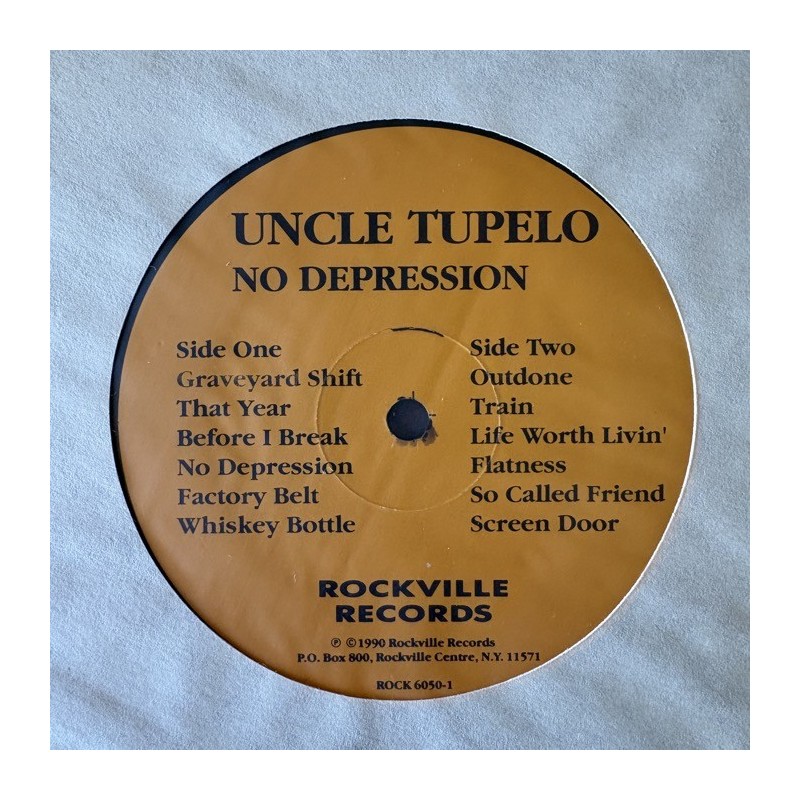 UNCLE TUPELO
NO DEPRESSION
Side One
Graveyard Shift
That Year
Before I Break
No Depression
Factory Belt
Whiskey Bottle
Side Two
Outdone
Train
Life Worth Livin'
Flatness
So Called Friend
Screen Door
ROCKVILLE
RECORDS
℗ ©1990 Rockville Records
P.O. Box 800, Rockville Centre, N.Y. 11571
ROCK 6050-1